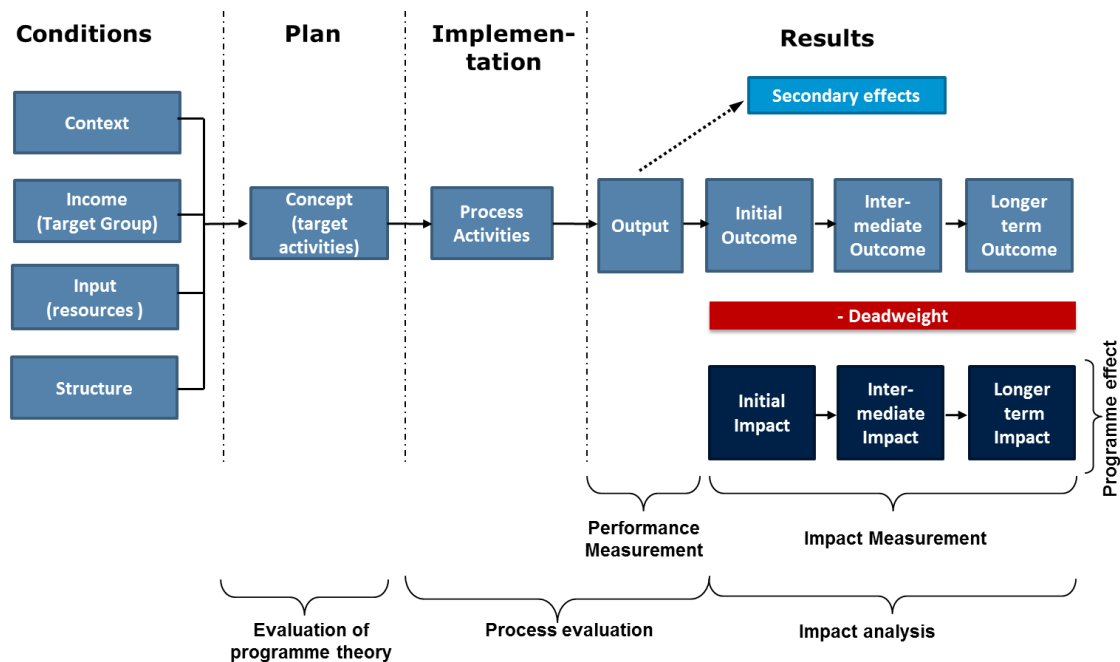 Conditions
Plan
Implemen-
tation
Results
Secondary effects
Context
Income
(Target Group)
Input
(resources )
Structure
Concept
(target
activities)
Process
Activities
Output
Initial
Outcome
Inter-
mediate
Outcome
Longer
term
Outcome
- Deadweight
Initial
Impact
Inter-
mediate
Impact
Longer
term
Impact
Programme effect
Performance
Measurement
Impact Measurement
Evaluation of
programme theory
Process evaluation
Impact analysis